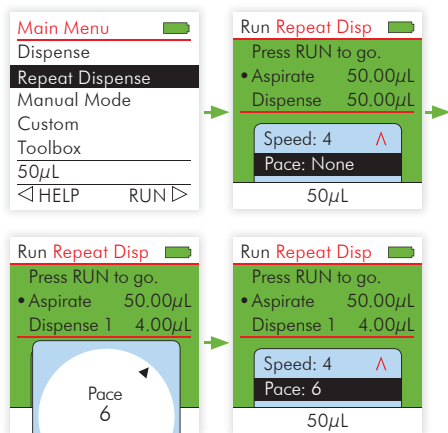 Main Menu
Dispense
Repeat Dispense
Manual Mode
Custom
Toolbox
50µL
◁ HELP RUN ▷
Run Repeat Disp
Press RUN to go.
•Aspirate 50.00µL
Dispense 50.00µL
Speed: 4 ∧
Pace: None
50µL
Run Repeat Disp
Press RUN to go.
•Aspirate 50.00µL
Dispense 1 4.00µL
Pace
6
Run Repeat Disp
Press RUN to go.
•Aspirate 50.00µL
Dispense 1 4.00µL
Speed: 4 ∧
Pace: 6
50µL